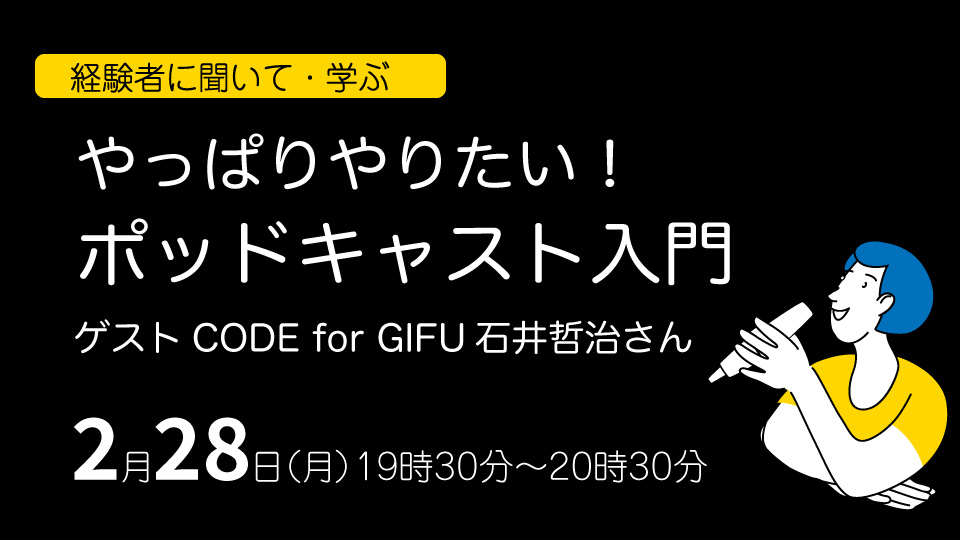 経験者に聞いて・学ぶ
やっぱりやりたい！
ポッドキャスト入門
ゲスト CODE for GIFU 石井哲治さん
2月28日（月）19時30分〜20時30分